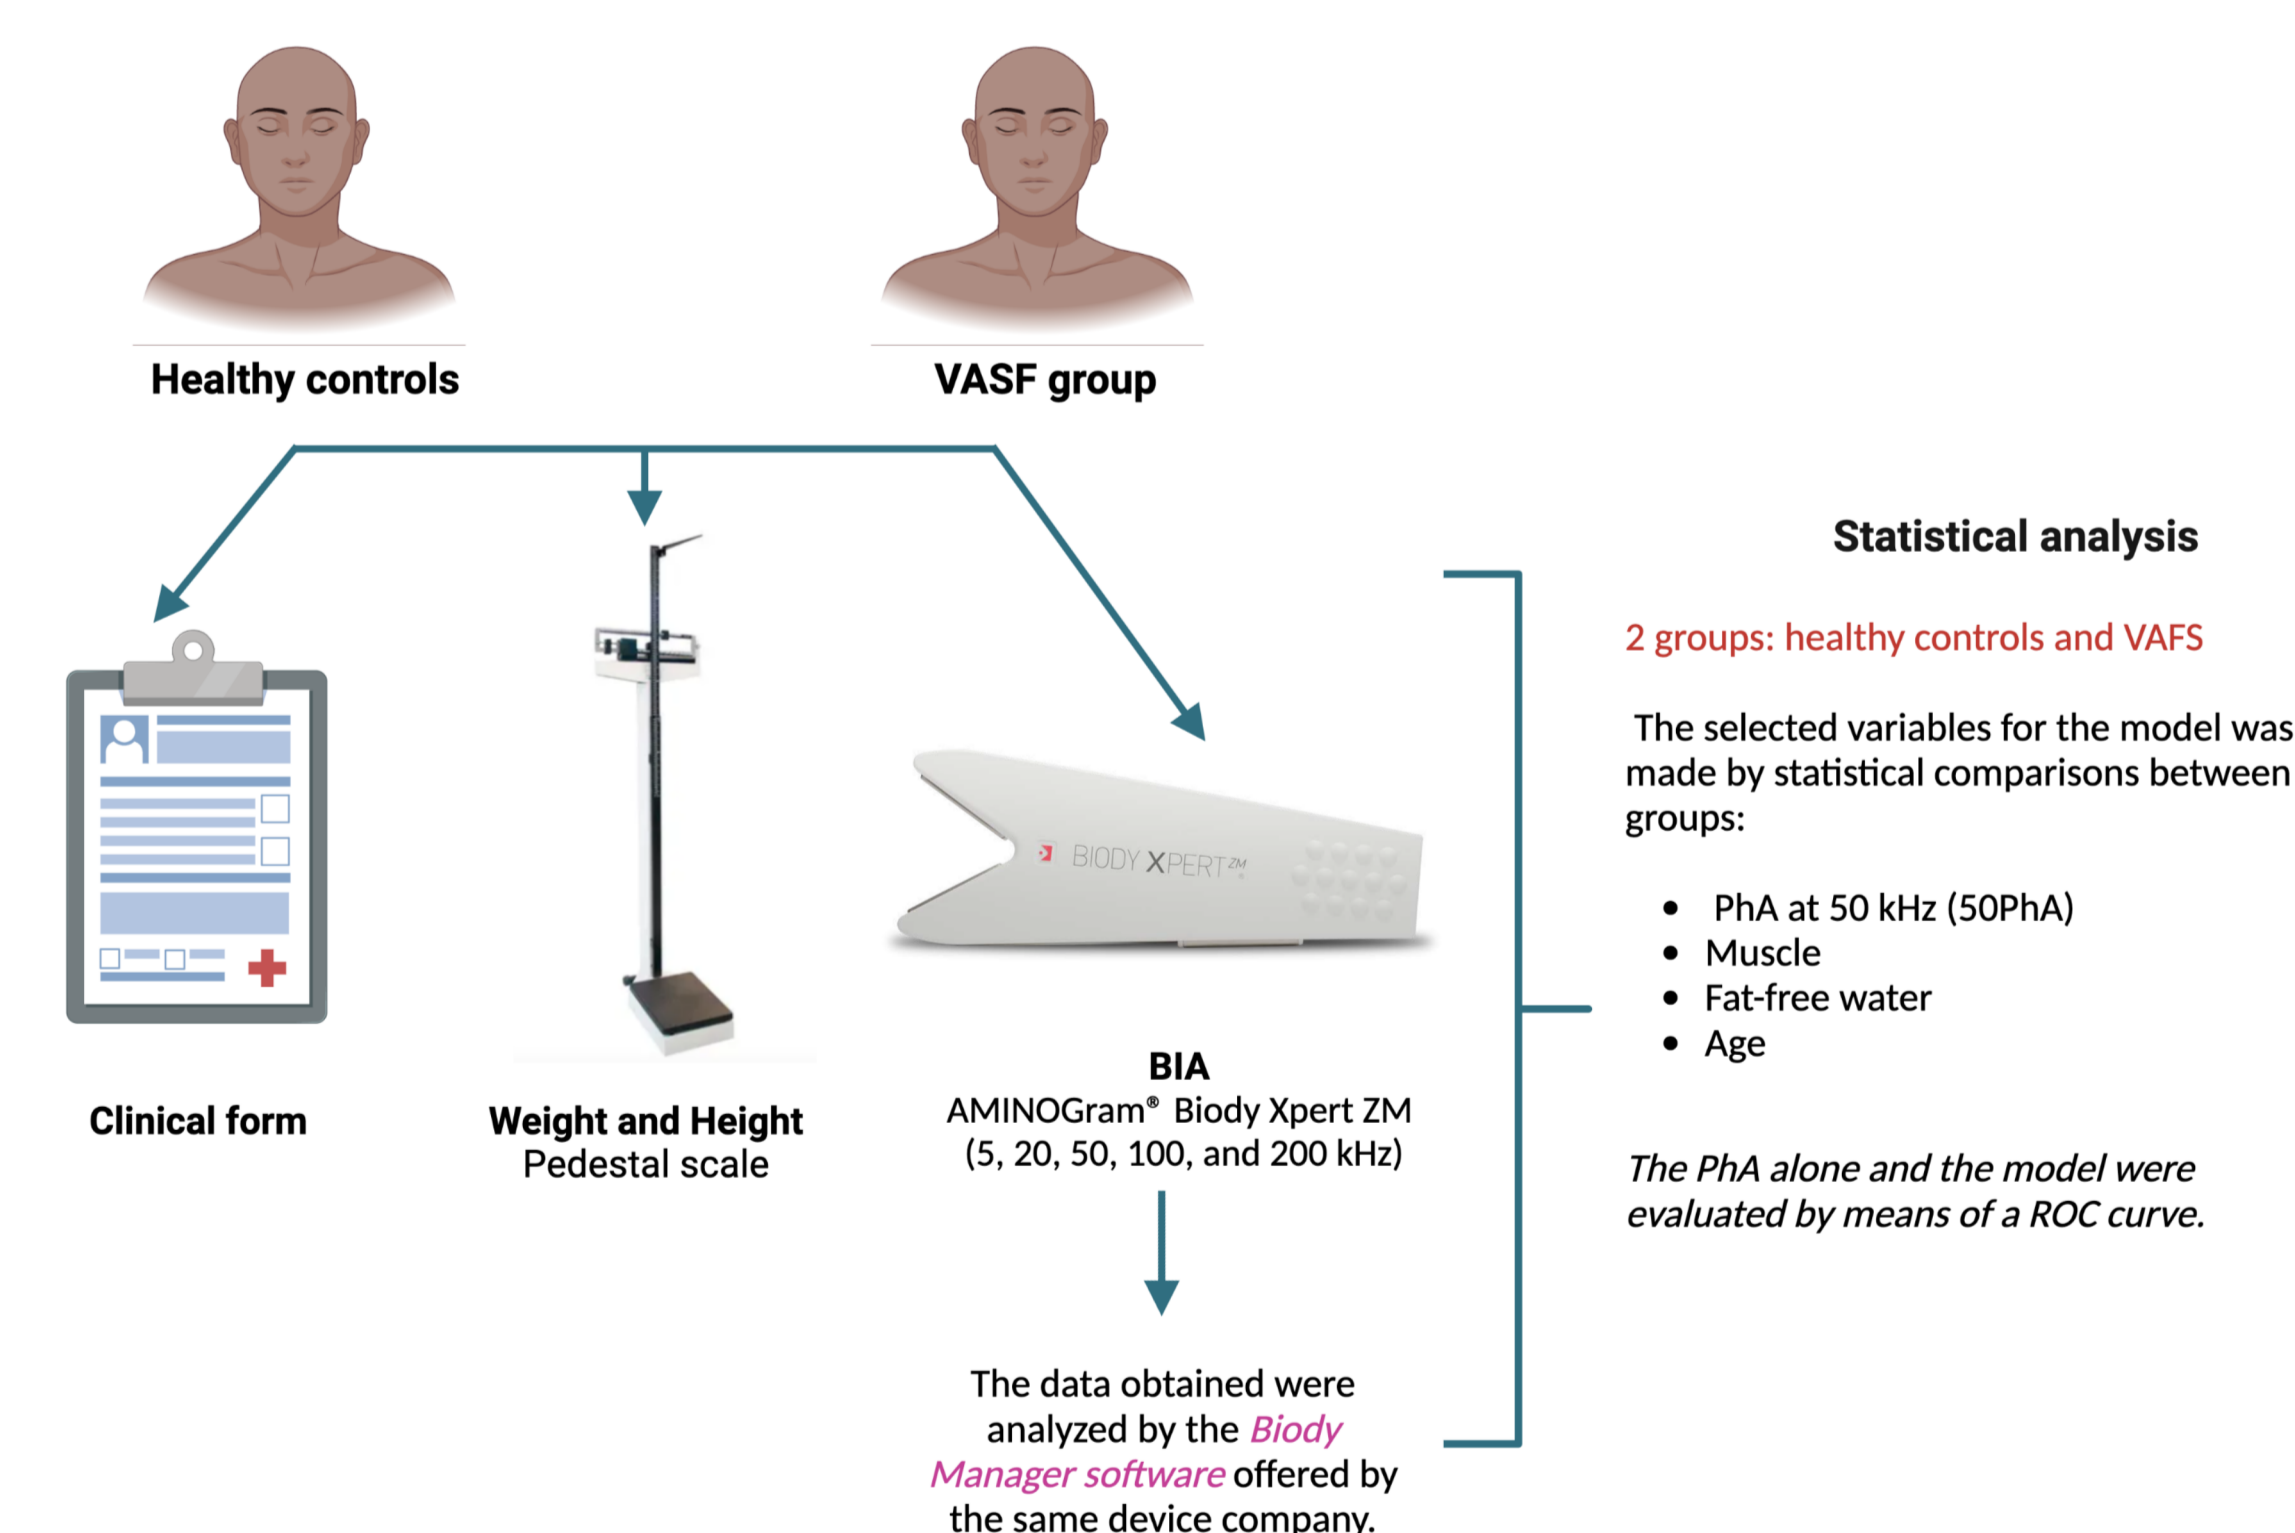 Healthy controls
VASF group
Clinical form
Weight and Height
Pedestal scale
BIODY XPERT ZM
BIA
AMINOGram® Biody Xpert ZM
(5, 20, 50, 100, and 200 kHz)
The data obtained were
analyzed by the Biody
Manager software offered by
the same device company.
Statistical analysis
2 groups: healthy controls and VAFS
The selected variables for the model was
made by statistical comparisons between
groups:
• PhA at 50 kHz (50PhA)
• Muscle
• Fat-free water
• Age
The PhA alone and the model were
evaluated by means of a ROC curve.